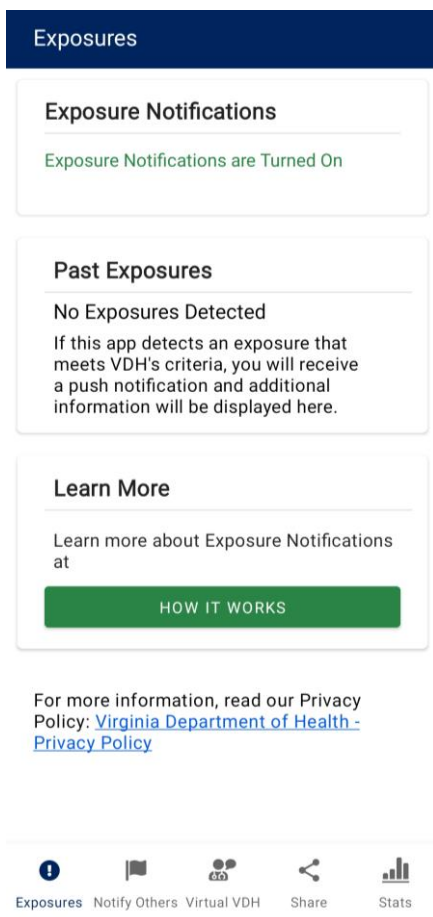 Exposures
Exposure Notifications
Exposure Notifications are Turned On
Past Exposures
No Exposures Detected
If this app detects an exposure that
meets VDH's criteria, you will receive
a push notification and additional
information will be displayed here.
Learn More
Learn more about Exposure Notifications
at
HOW IT WORKS
For more information, read our Privacy
Policy: Virginia Department of Health -
Privacy Policy
Exposures Notify Others Virtual VDH Share Stats